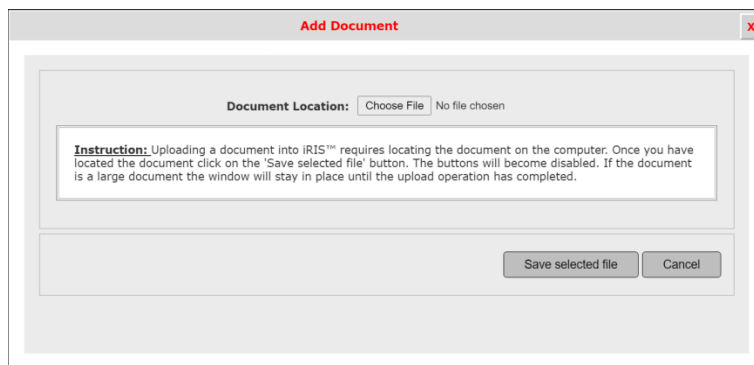 Add Document
X
Document Location: Choose File No file chosen
Instruction: Uploading a document into iRIS™ requires locating the document on the computer. Once you have
located the document click on the 'Save selected file' button. The buttons will become disabled. If the document
is a large document the window will stay in place until the upload operation has completed.
Save selected file Cancel